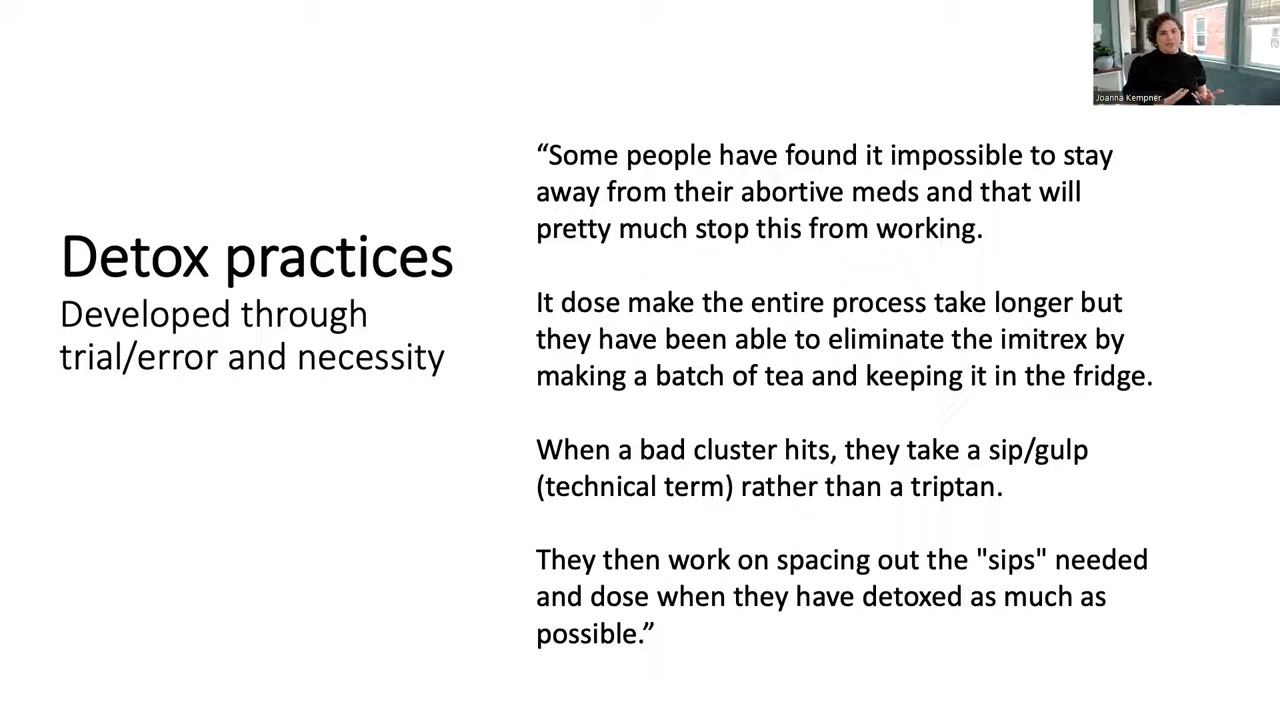 Joanna Kempner
Detox practices
Developed through
trial/error and necessity
“Some people have found it impossible to stay
away from their abortive meds and that will
pretty much stop this from working.
It dose make the entire process take longer but
they have been able to eliminate the imitrex by
making a batch of tea and keeping it in the fridge.
When a bad cluster hits, they take a sip/gulp
(technical term) rather than a triptan.
They then work on spacing out the "sips" needed
and dose when they have detoxed as much as
possible.”